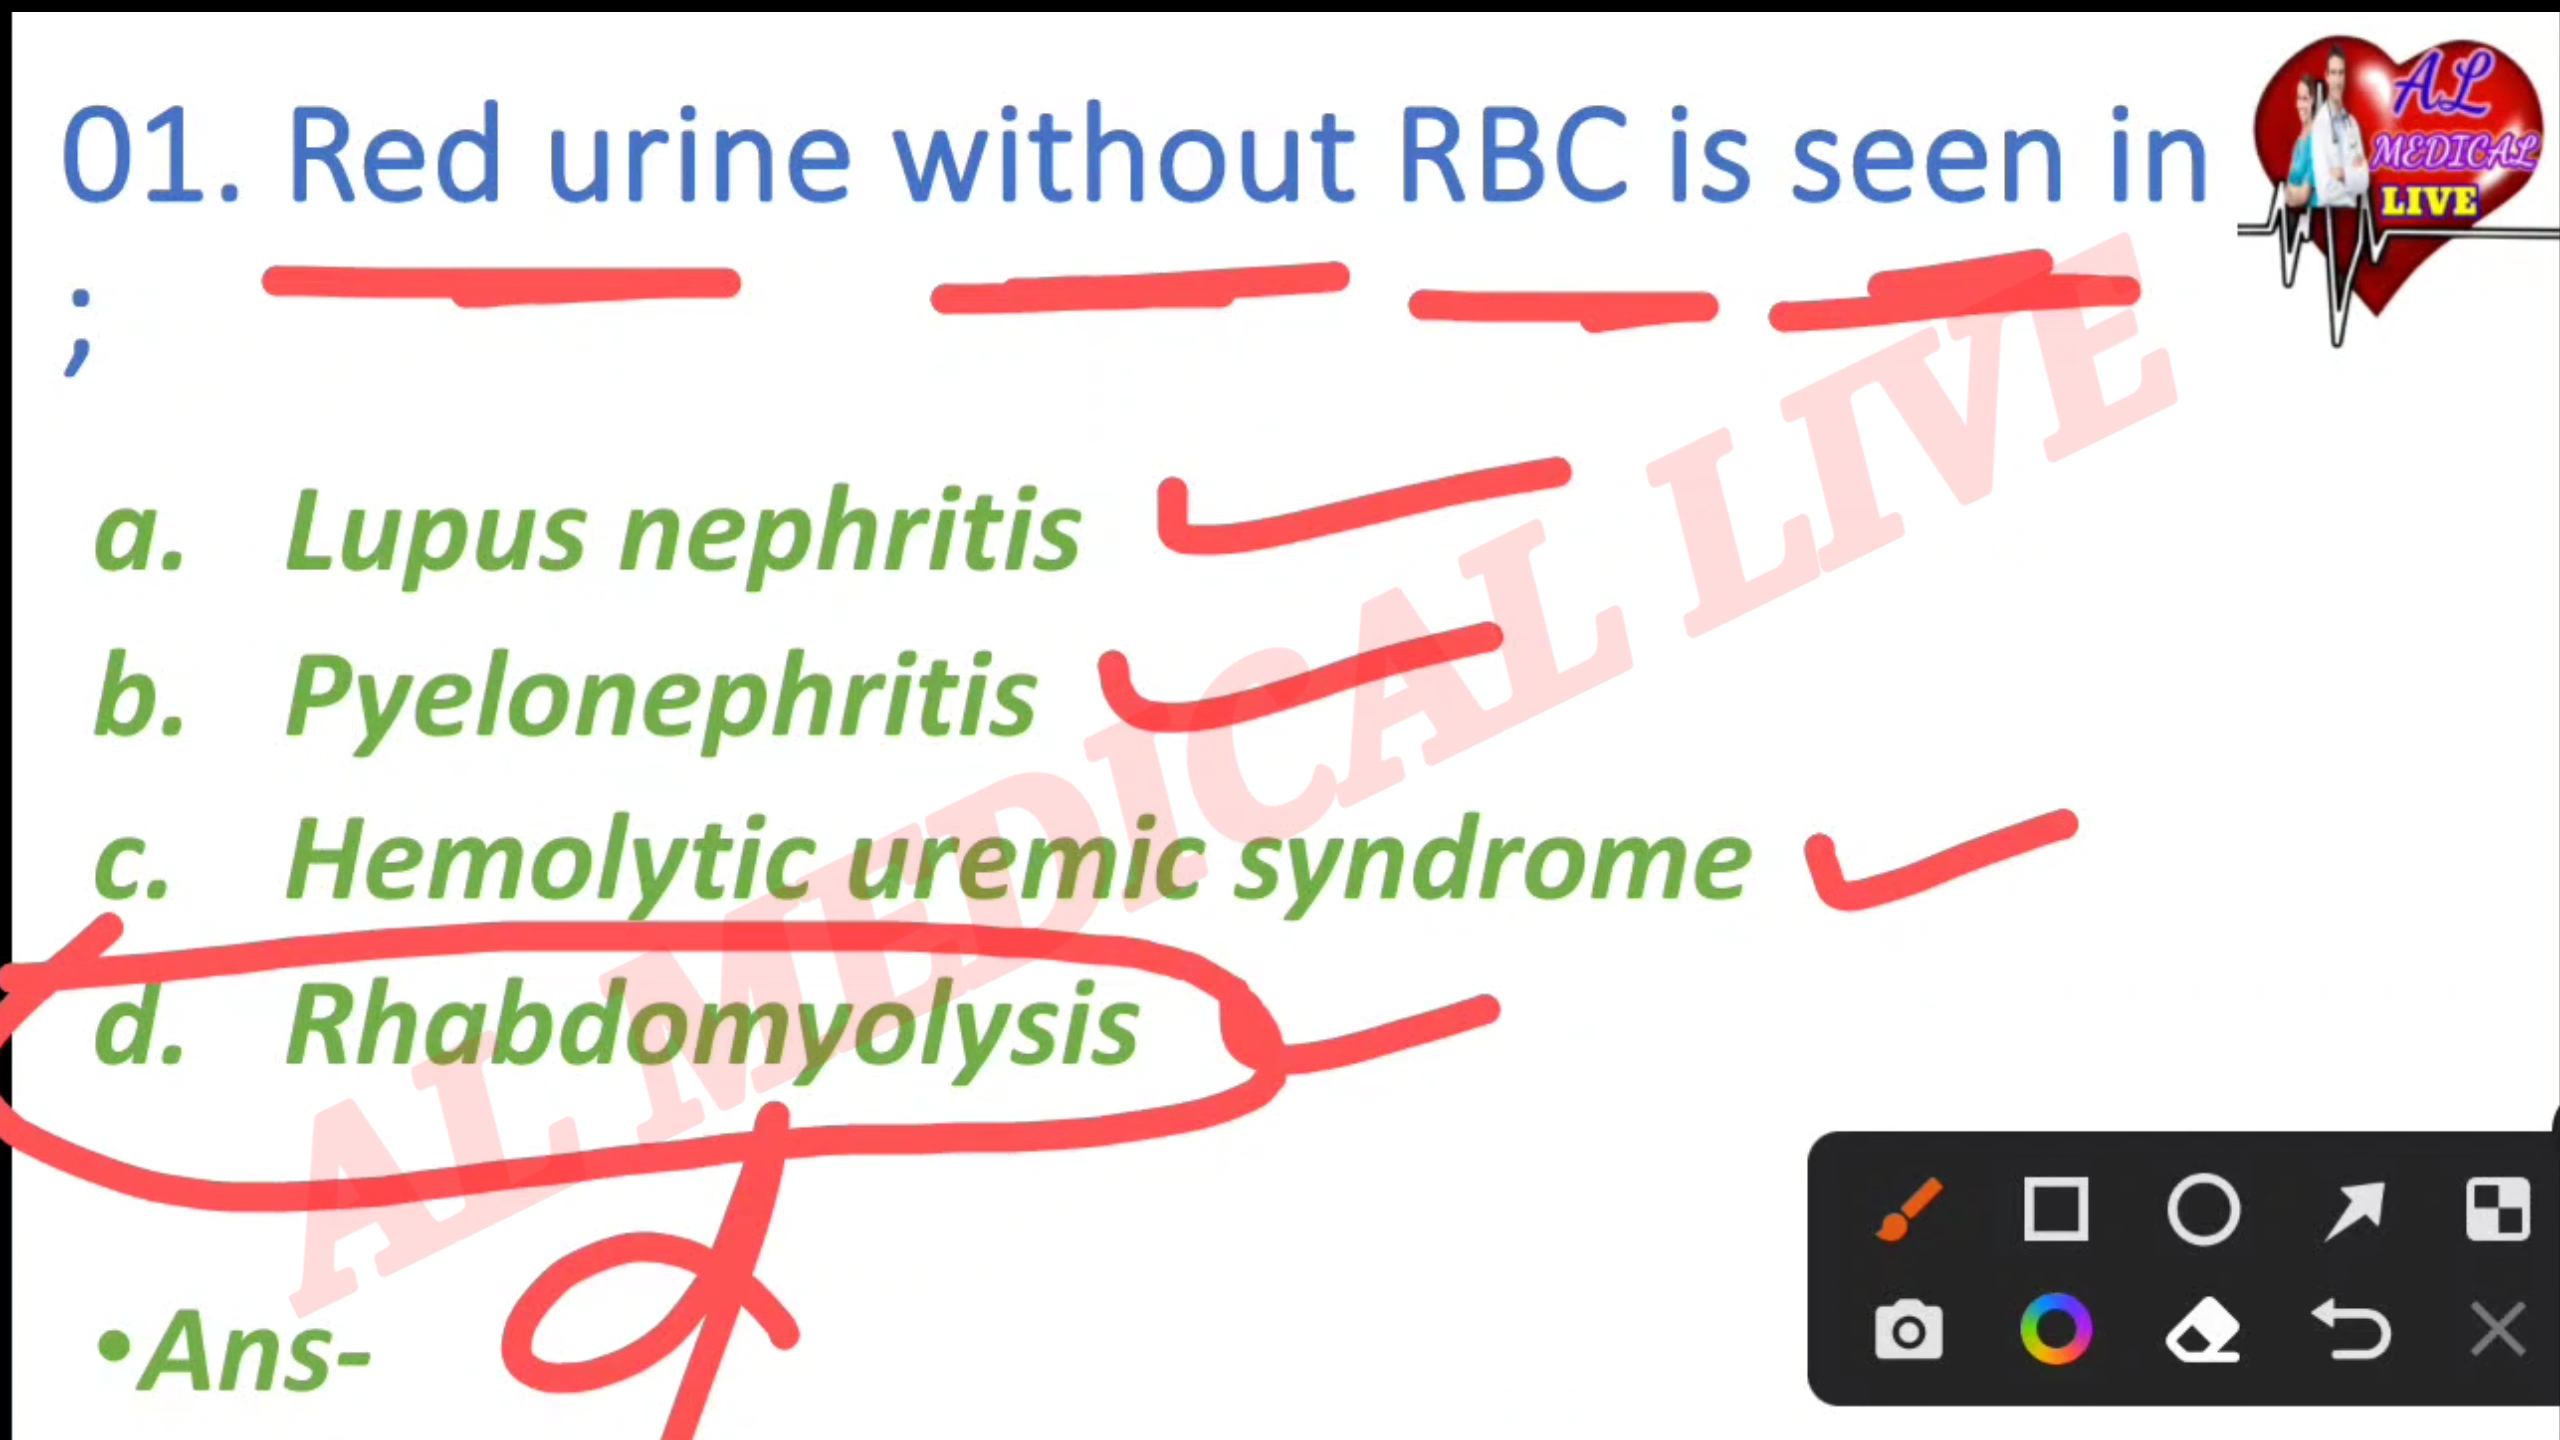 01. Red urine without RBC is seen in
;
AL
MEDICAL
LIVE
a. Lupus nephritis
b. Pyelonephritis
c. Hemolytic uremic syndrome
d. Rhabdomyolysis
•Ans- d
AL MEDICAL LIVE